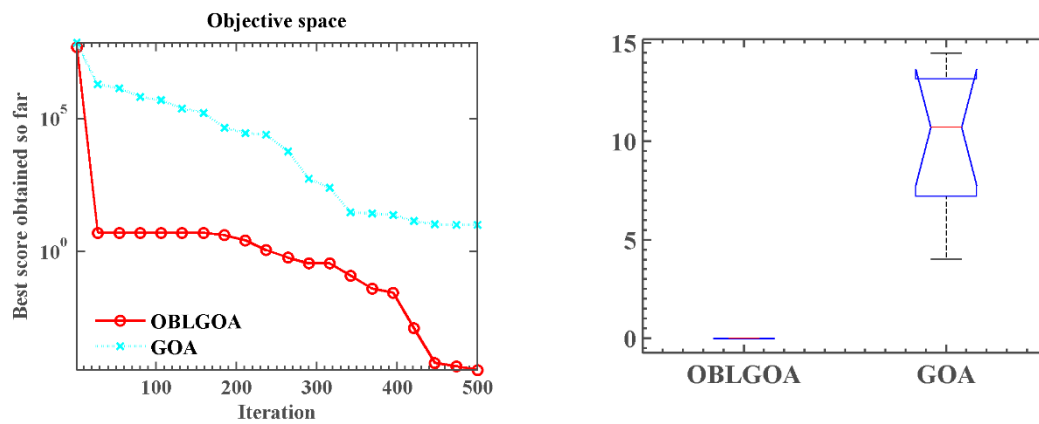 Objective space
Best score obtained so far
10^5
10^0
OBLGOA
GOA
100 200 300 400 500
Iteration
15
10
5
0
OBLGOA GOA